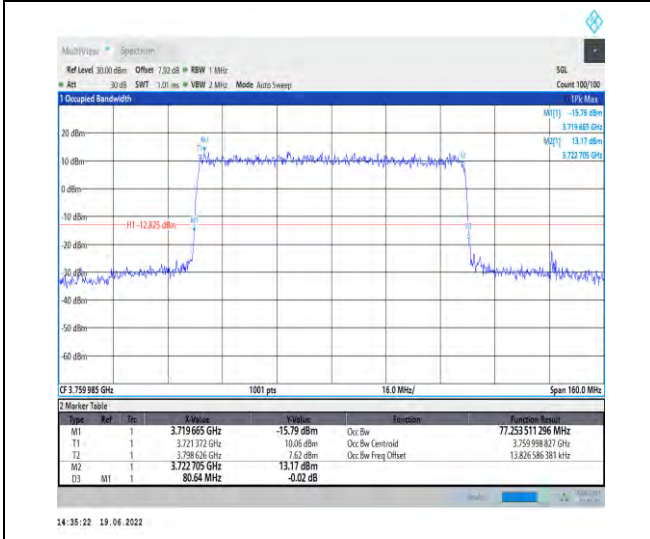 MultiView Spectrum
Ref Level 30.00 dBm Offset 7.92 dB RBW 1 MHz SGL
Att 30 dB SWT 1.01 ms VBW 2 MHz Mode Auto Sweep Count 100/100
1 Occupied Bandwidth 1Pk Max
M1[1] -15.79 dBm
3.719 665 GHz
M2[1] 13.17 dBm
3.722 705 GHz
20 dBm
M2
T1
T2
10 dBm
0 dBm
-10 dBm
H1 -12.825 dBm
M1
-20 dBm
-30 dBm
-40 dBm
-50 dBm
-60 dBm
CF 3.759 985 GHz 1001 pts 16.0 MHz/ Span 160.0 MHz
2 Marker Table
Type Ref Trc X-Value Y-Value Function Function Result
M1 1 3.719 665 GHz -15.79 dBm Occ Bw 77.253 511 296 MHz
T1 1 3.721 372 GHz 10.06 dBm Occ Bw Centroid 3.759 998 827 GHz
T2 1 3.798 626 GHz 7.62 dBm Occ Bw Freq Offset 13.826 586 381 kHz
M2 1 3.722 705 GHz 13.17 dBm
D3 M1 1 80.64 MHz -0.02 dB
Ready
14:35:22 19.06.2022